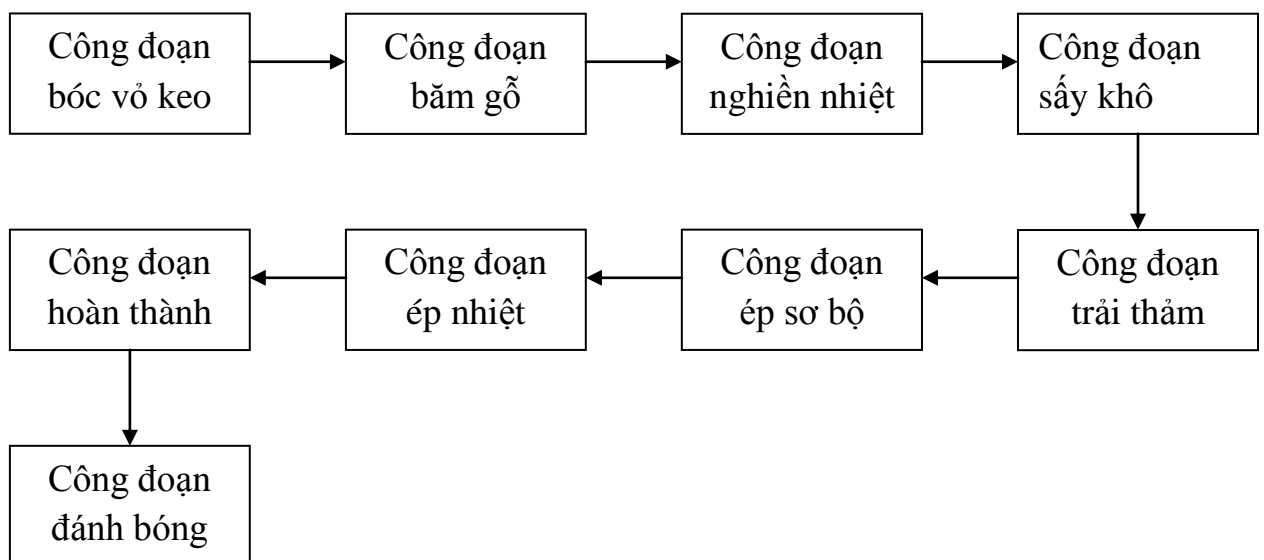 Công đoạn
bóc vỏ keo
Công đoạn
băm gỗ
Công đoạn
nghiền nhiệt
Công đoạn
sấy khô
Công đoạn
trải thảm
Công đoạn
ép sơ bộ
Công đoạn
ép nhiệt
Công đoạn
hoàn thành
Công đoạn
đánh bóng